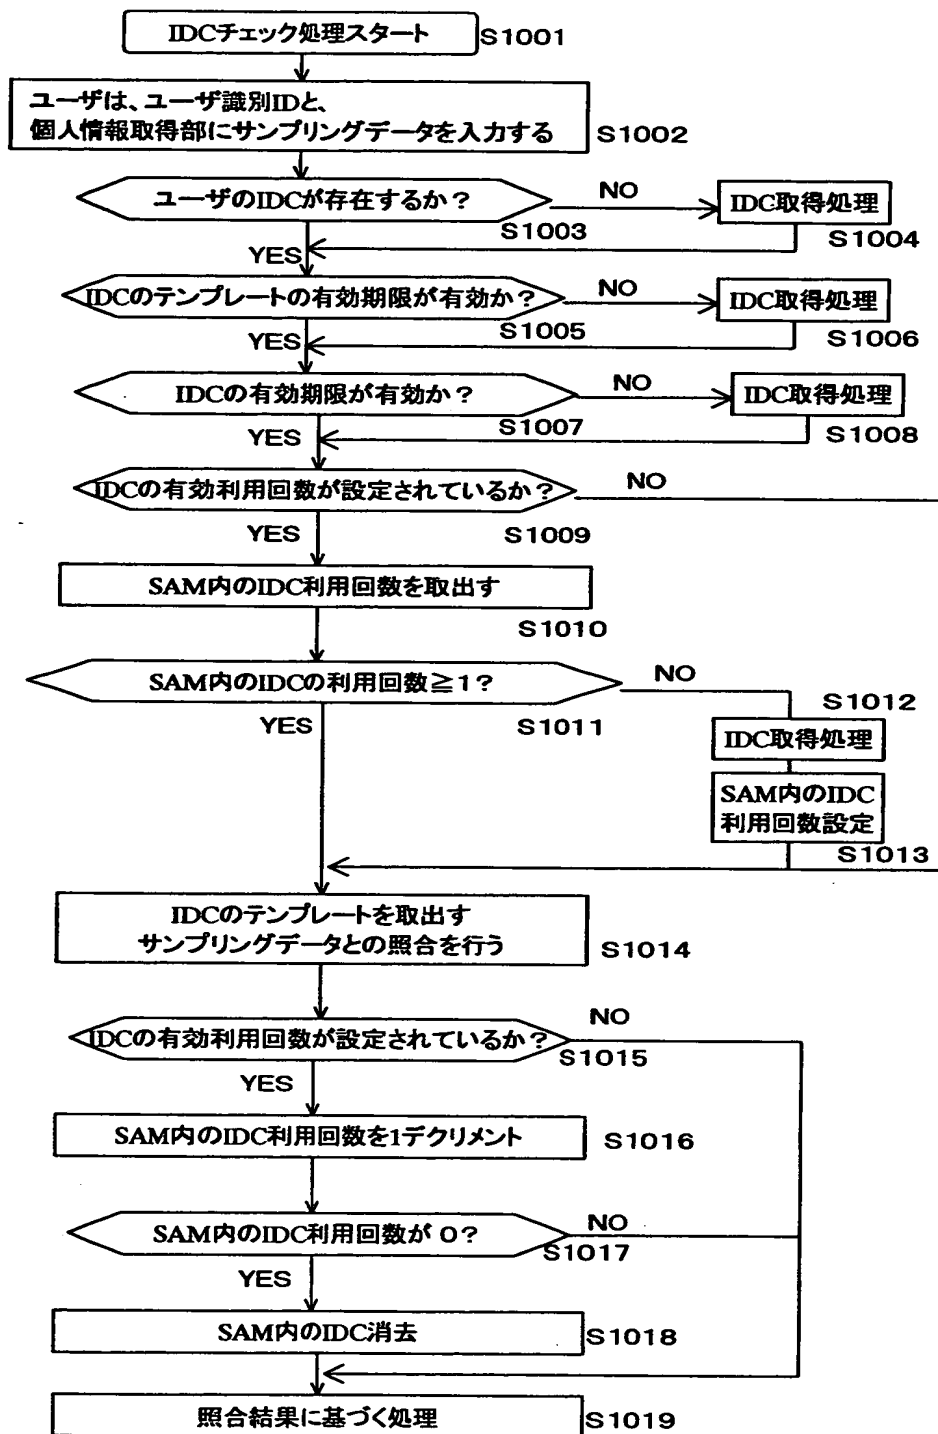 IDCチェック処理スタート
S1001
ユーザは、ユーザ識別IDと、
個人情報取得部にサンプリングデータを入力する
S1002
ユーザのIDCが存在するか？
NO
IDC取得処理
S1003
S1004
YES
IDCのテンプレートの有効期限が有効か？
NO
IDC取得処理
S1005
S1006
YES
IDCの有効期限が有効か？
NO
IDC取得処理
S1007
S1008
YES
IDCの有効利用回数が設定されているか？
NO
S1009
YES
SAM内のIDC利用回数を取出す
S1010
SAM内のIDCの利用回数≧1？
NO
S1011
YES
S1012
IDC取得処理
SAM内のIDC
利用回数設定
S1013
IDCのテンプレートを取出す
サンプリングデータとの照合を行う
S1014
IDCの有効利用回数が設定されているか？
NO
S1015
YES
SAM内のIDC利用回数を1デクリメント
S1016
SAM内のIDC利用回数が 0？
NO
S1017
YES
SAM内のIDC消去
S1018
照合結果に基づく処理
S1019